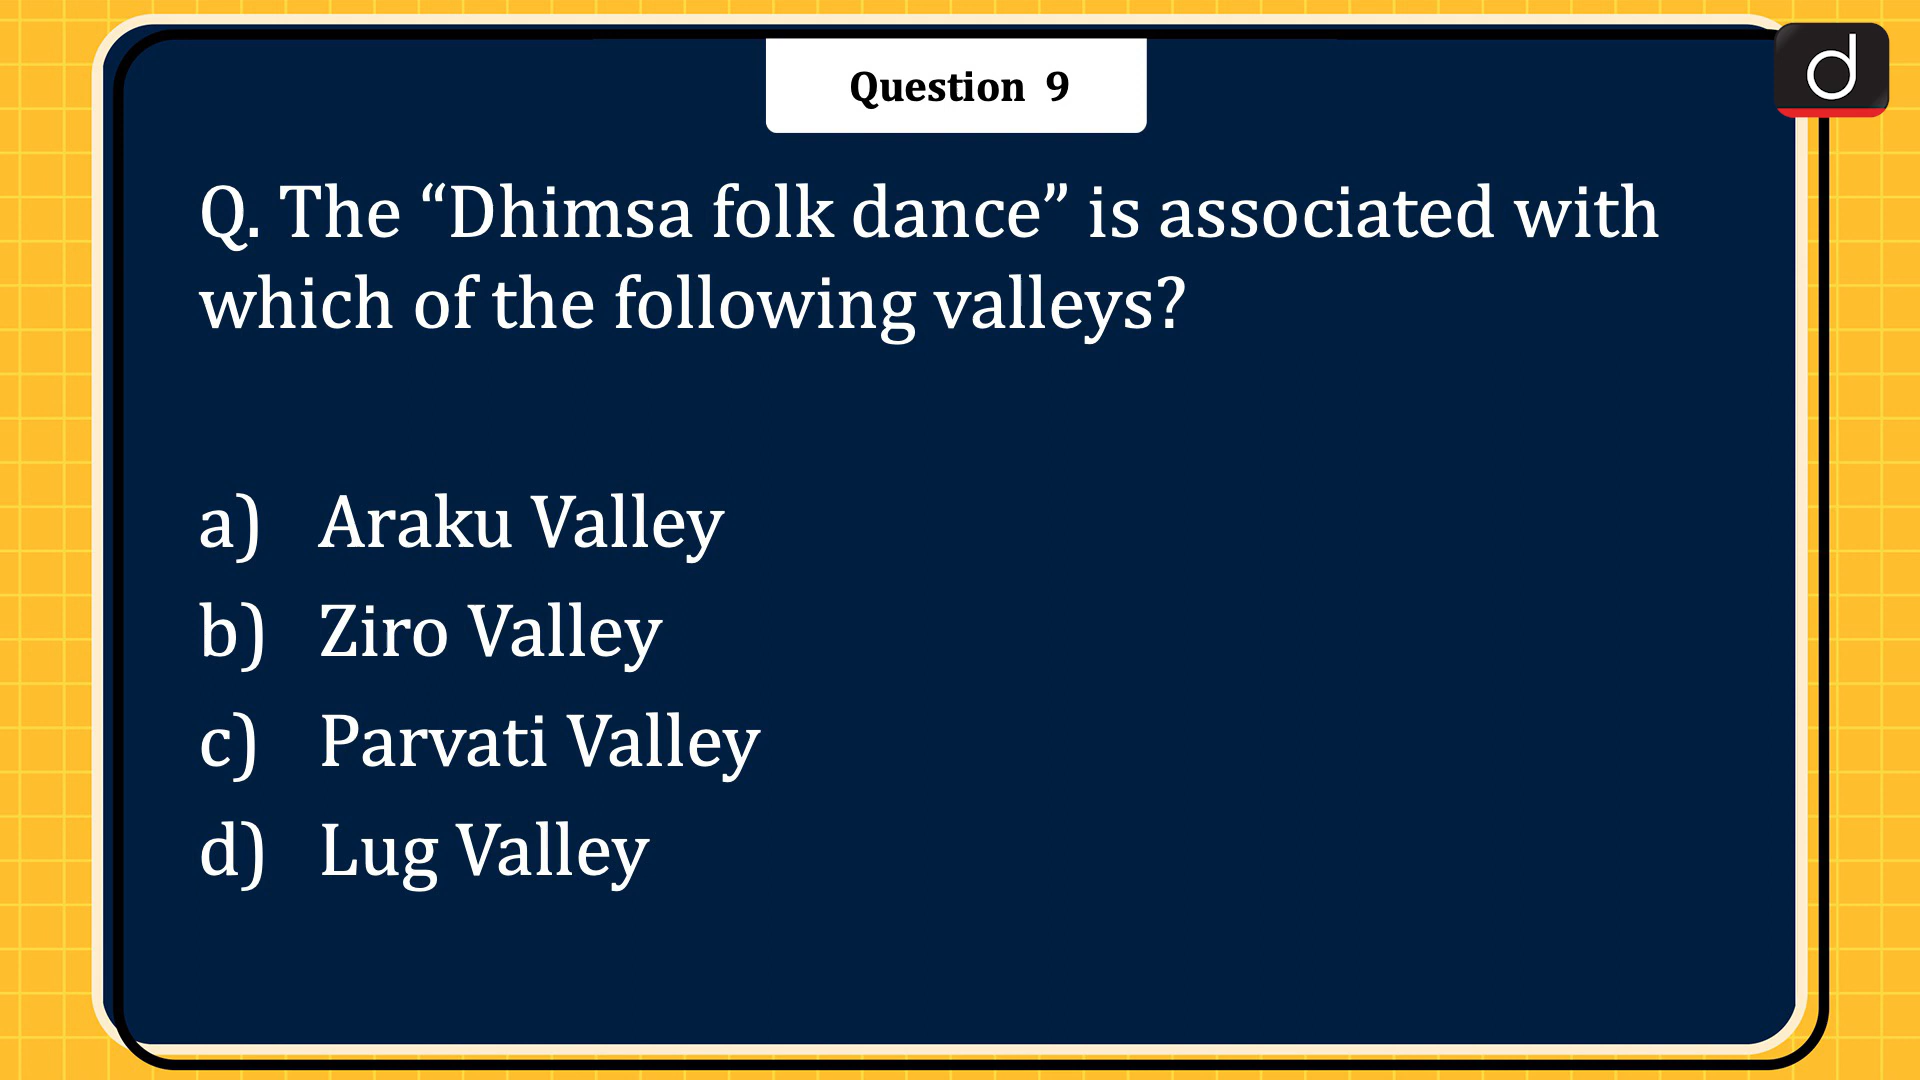 Question 9
d
Q. The “Dhimsa folk dance” is associated with
which of the following valleys?
a) Araku Valley
b) Ziro Valley
c) Parvati Valley
d) Lug Valley